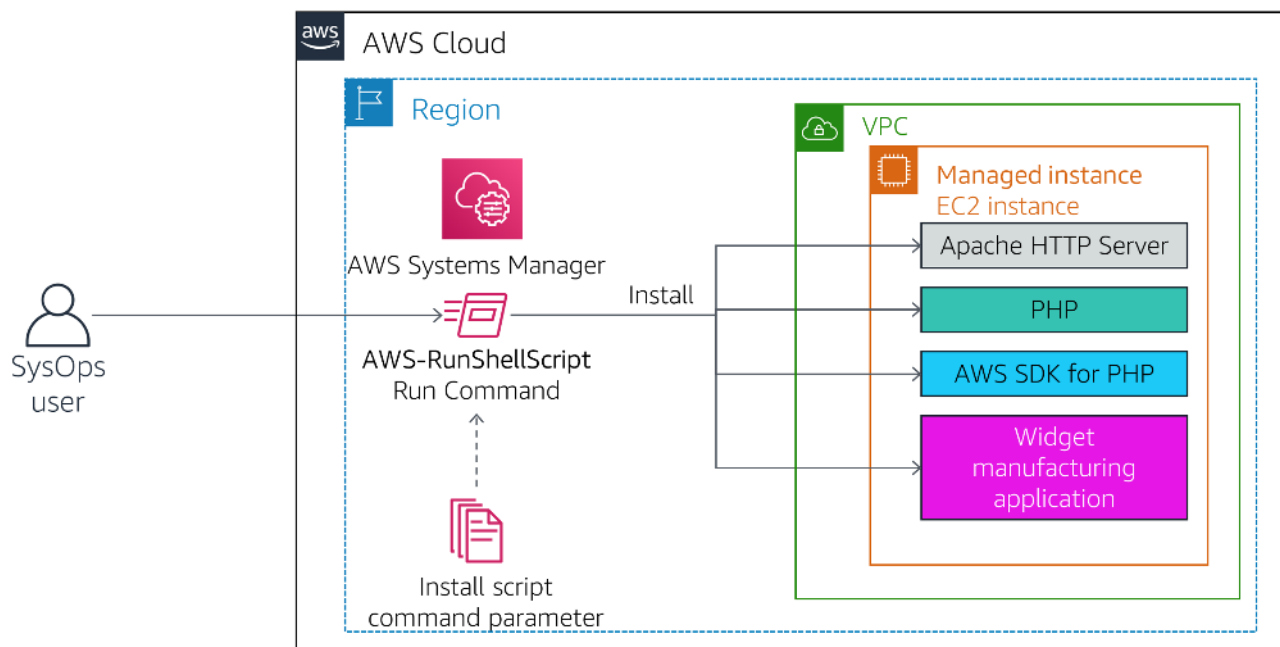 aws
AWS Cloud
Region
VPC
Managed instance
EC2 instance
AWS Systems Manager
Apache HTTP Server
Install
PHP
SysOps
user
AWS-RunShellScript
Run Command
AWS SDK for PHP
Widget
manufacturing
application
Install script
command parameter